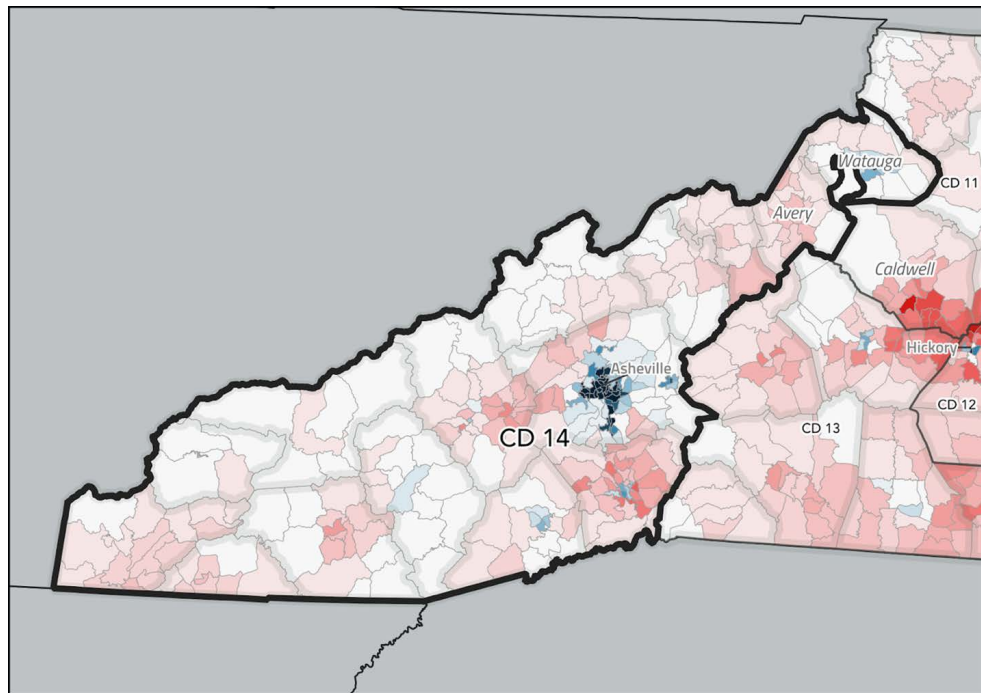 Watauga
CD 11
Avery
Caldwell
Hickory
Asheville
CD 12
CD 14
CD 13